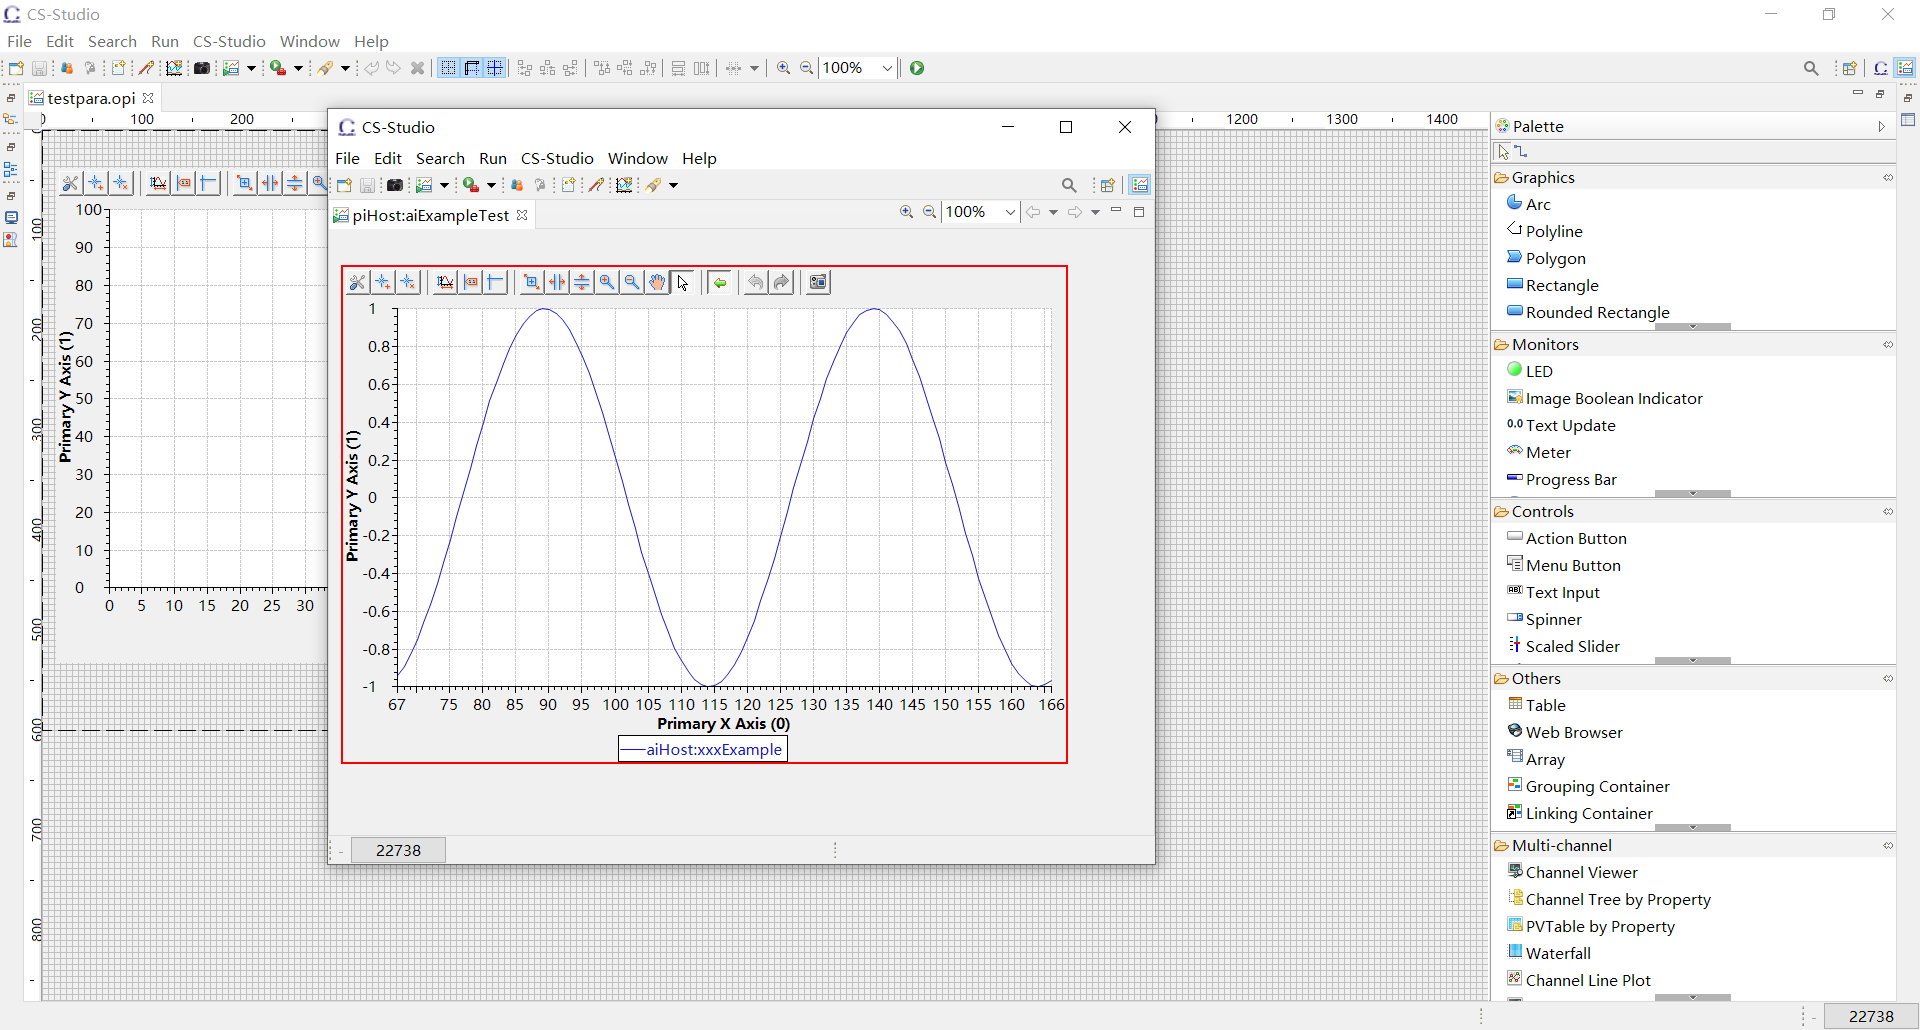 CS-Studio
File Edit Search Run CS-Studio Window Help
100%
testpara.opi
100 200 1200 1300 1400
100 200 300 400 500 600 700 800
100
90
80
70
60
50
40
30
20
10
0
Primary Y Axis (1)
0 5 10 15 20 25 30
CS-Studio
File Edit Search Run CS-Studio Window Help
piHost:aiExampleTest
100%
1
0.8
0.6
0.4
0.2
0
-0.2
-0.4
-0.6
-0.8
-1
Primary Y Axis (1)
67 75 80 85 90 95 100 105 110 115 120 125 130 135 140 145 150 155 160 166
Primary X Axis (0)
aiHost:xxxExample
22738
Palette
Graphics
Arc
Polyline
Polygon
Rectangle
Rounded Rectangle
Monitors
LED
Image Boolean Indicator
0.0 Text Update
Meter
Progress Bar
Controls
Action Button
Menu Button
Text Input
Spinner
Scaled Slider
Others
Table
Web Browser
Array
Grouping Container
Linking Container
Multi-channel
Channel Viewer
Channel Tree by Property
PVTable by Property
Waterfall
Channel Line Plot
22738